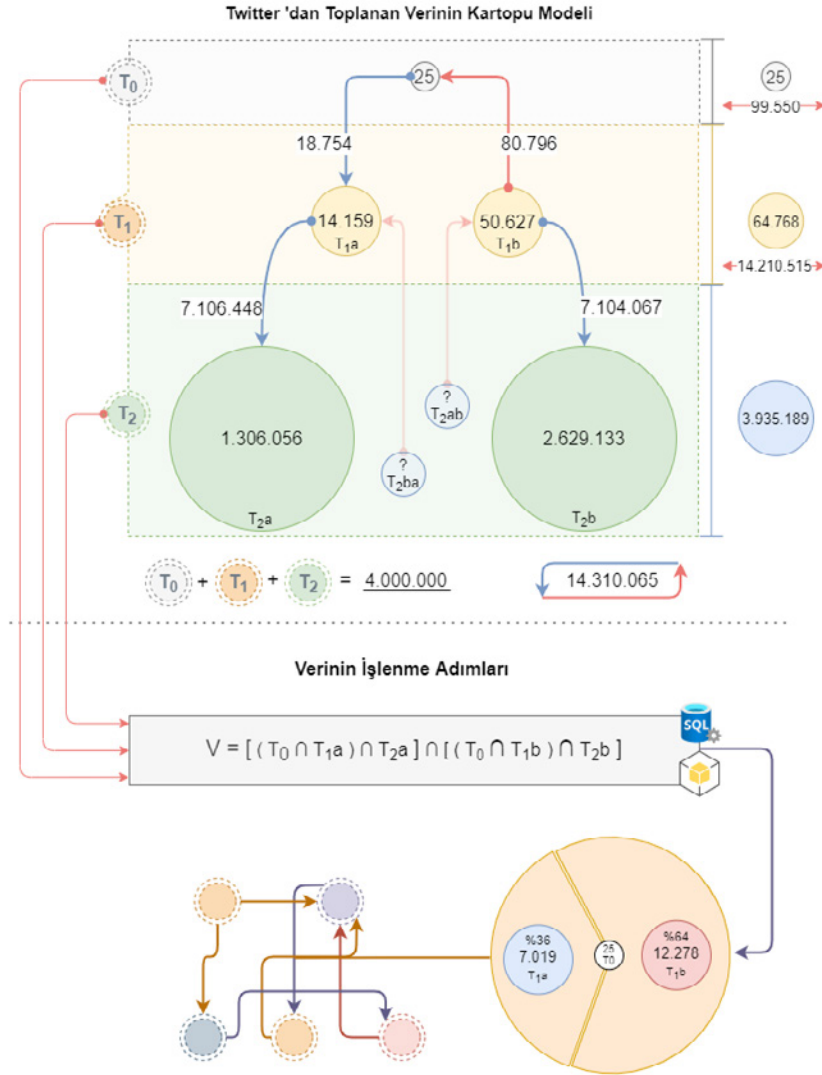 Twitter 'dan Toplanan Verinin Kartopu Modeli
T0
25
25
99.550
18.754
80.796
T1
14.159
T1a
50.627
T1b
64.768
14.210.515
7.106.448
7.104.067
T2
1.306.056
T2a
?
T2ab
?
T2ba
2.629.133
T2b
3.935.189
T0 + T1 + T2 = 4.000.000
14.310.065
Verinin İşlenme Adımları
V = [ (T0 ∩ T1a ) ∩ T2a ] ∩ [ (T0 ∩ T1b ) ∩ T2b ]
SQL
%36
7.019
T1a
25
T0
%64
12.278
T1b